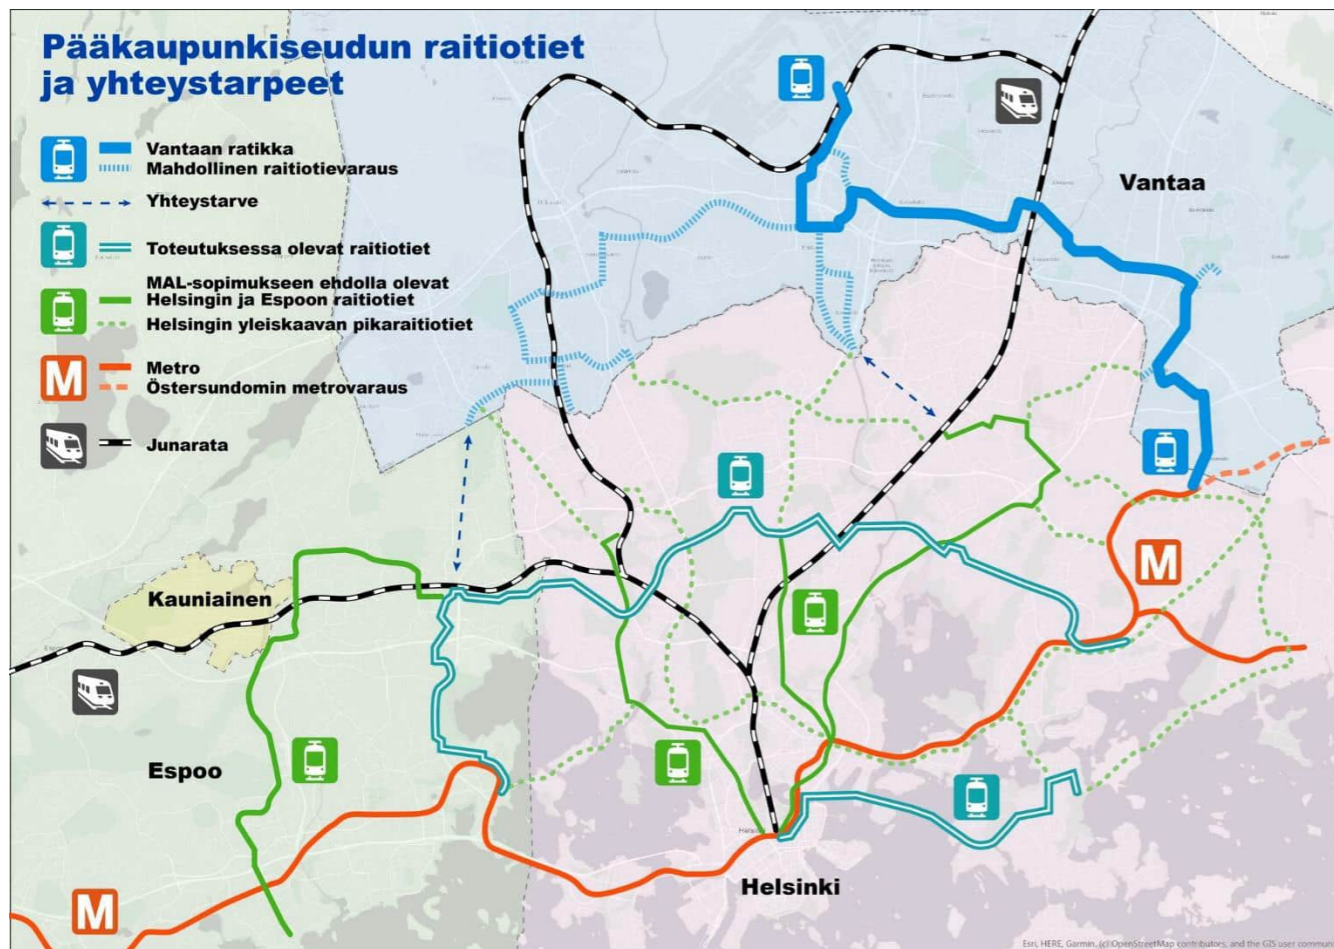 Pääkaupunkiseudun raitiotiet
ja yhteystarpeet
Vantaan ratikka
Mahdollinen raitiotievaraus
Yhteystarve
Toteutuksessa olevat raitiotiet
MAL-sopimukseen ehdolla olevat
Helsingin ja Espoon raitiotiet
Helsingin yleiskaavan pikaraitiotiet
M
Metro
Östersundomin metrovaraus
Junarata
Vantaa
Kauniainen
M
Espoo
M
Helsinki
Esri, HERE, Garmin, (c) OpenStreetMap contributors, and the GIS user